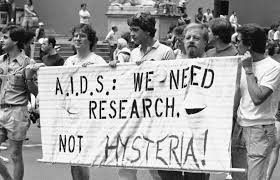 A.I.D.S.: WE NEED
RESEARCH.
NOT HYSTERIA!